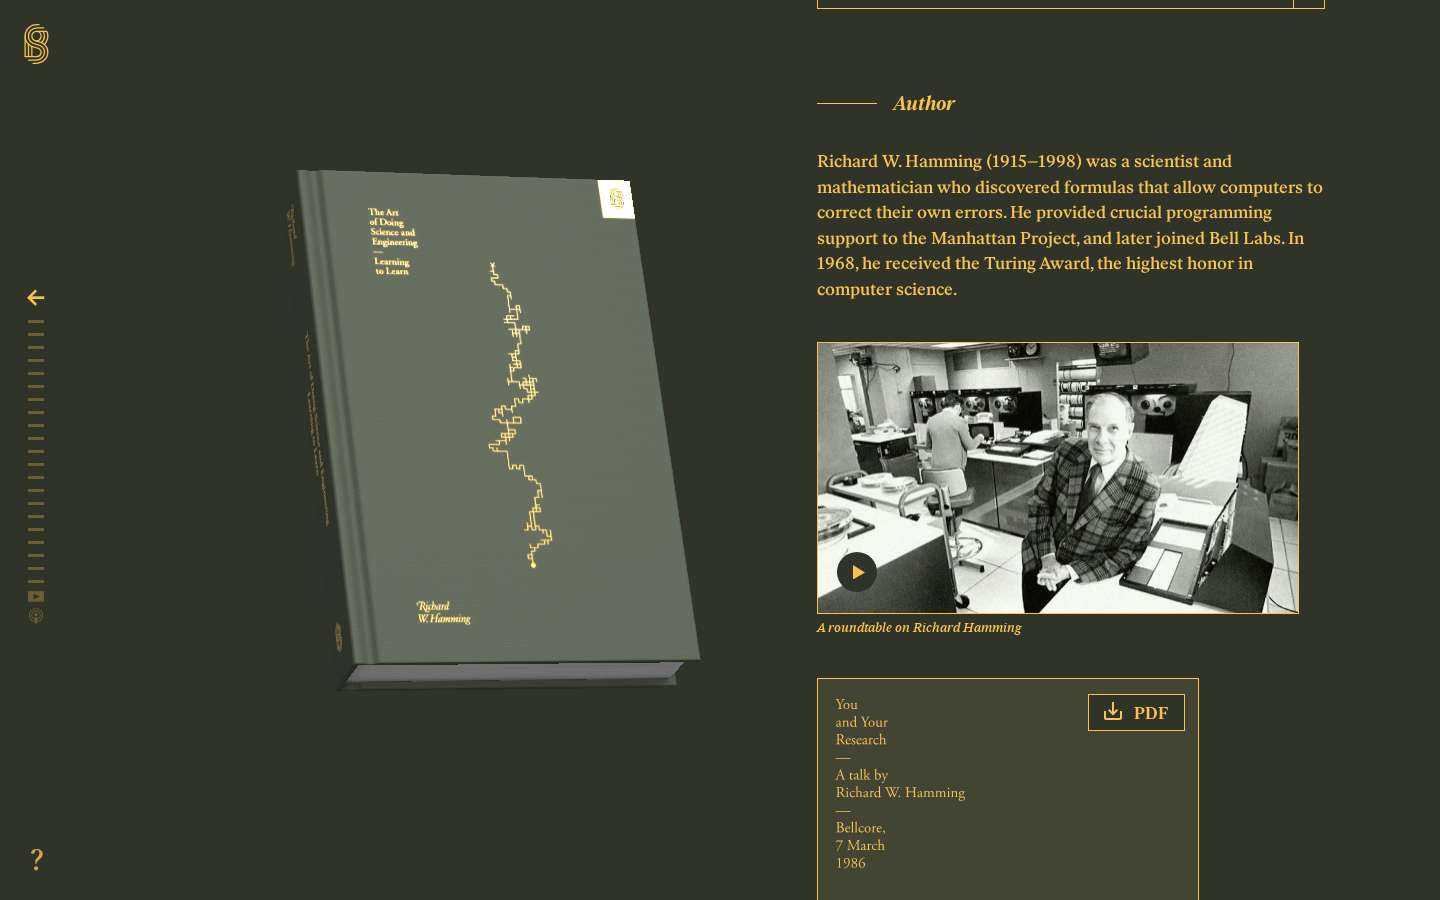 Author
Richard W. Hamming (1915–1998) was a scientist and
mathematician who discovered formulas that allow computers to
correct their own errors. He provided crucial programming
support to the Manhattan Project, and later joined Bell Labs. In
1968, he received the Turing Award, the highest honor in
computer science.
The Art
of Doing
Science and
Engineering
—
Learning
to Learn
Richard
W. Hamming
A roundtable on Richard Hamming
You
and Your
Research
—
A talk by
Richard W. Hamming
—
Bellcore,
7 March
1986
PDF
?